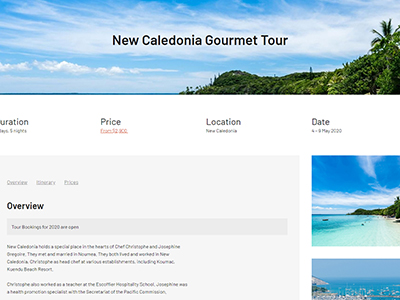 New Caledonia Gourmet Tour
uration
Price
Location
Date
days, 5 nights
New Caledonia
4 - 9 May 2020
Overview
Itinerary
Prices
Overview
Tour Bookings for 2020 are open
New Caledonia holds a special place in the hearts of Chef Christophe and Josephine
Gregoire. They met and married in Noumea. They both lived and worked in New
Caledonia. Christophe as head chef at various establishments, including Koumac,
Kuendu Beach Resort.
Christophe also worked as a teacher at the Escoffier Hospitality School. Josephine was
a health promotion specialist with the Secretariat of the Pacific Commission.